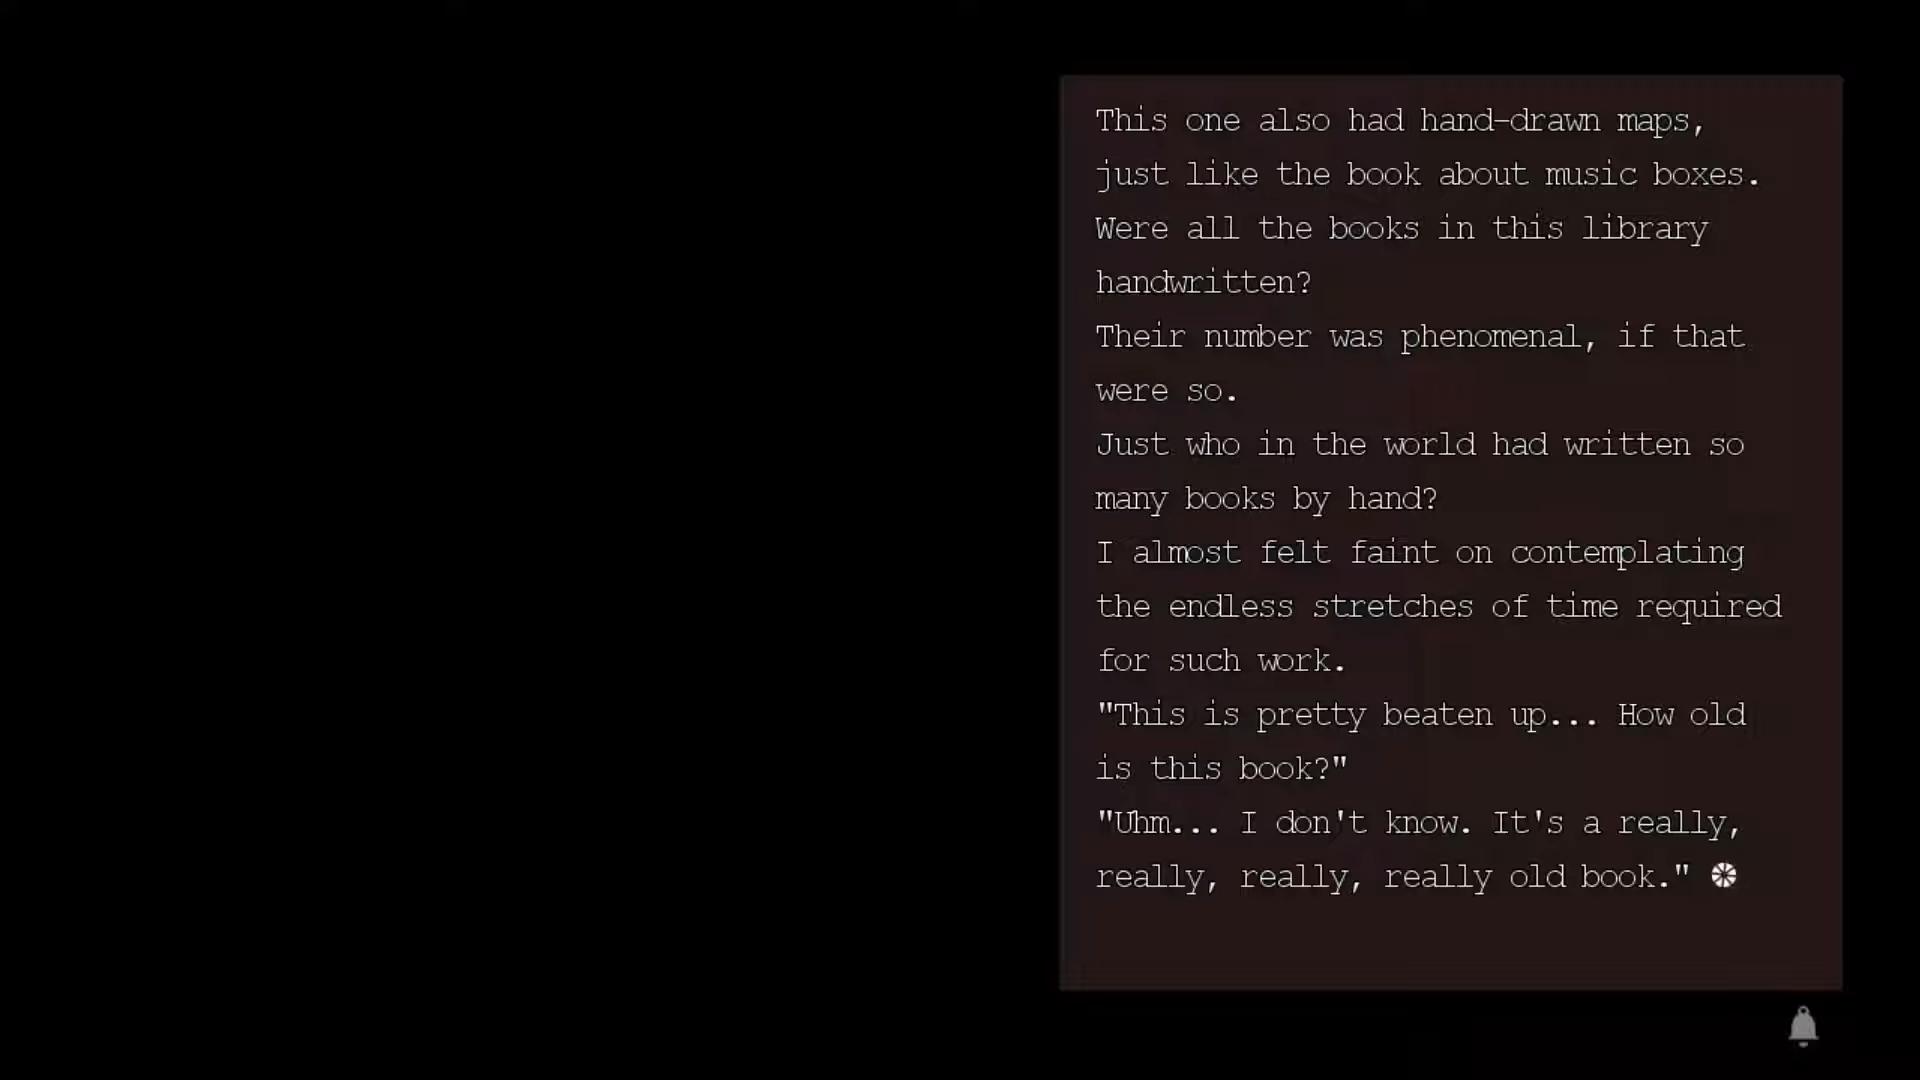 This one also had hand-drawn maps,
just like the book about music boxes.
Were all the books in this library
handwritten?
Their number was phenomenal, if that
were so.
Just who in the world had written so
many books by hand?
I almost felt faint on contemplating
the endless stretches of time required
for such work.
"This is pretty beaten up... How old
is this book?"
"Uhm... I don't know. It's a really,
really, really, really old book."